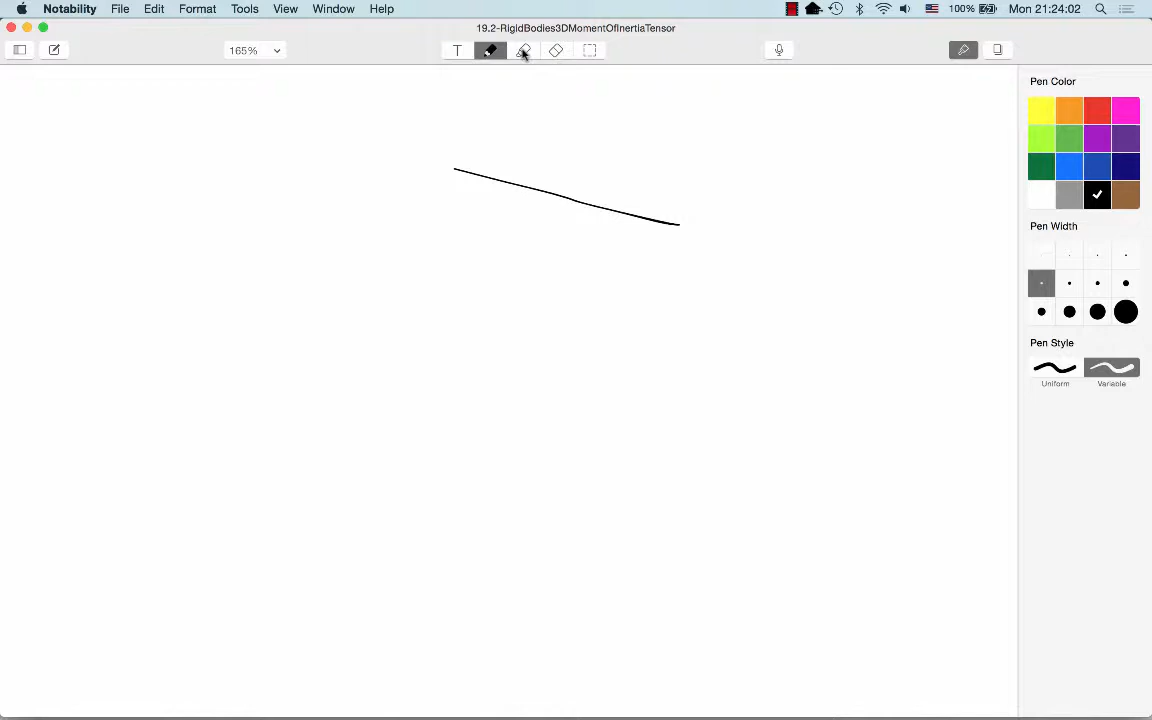 Notability File Edit Format Tools View Window Help 100% Mon 21:24:02
19.2-RigidBodies3DMomentOfInertiaTensor
165% T
Pen Color
Pen Width
Pen Style
Uniform Variable